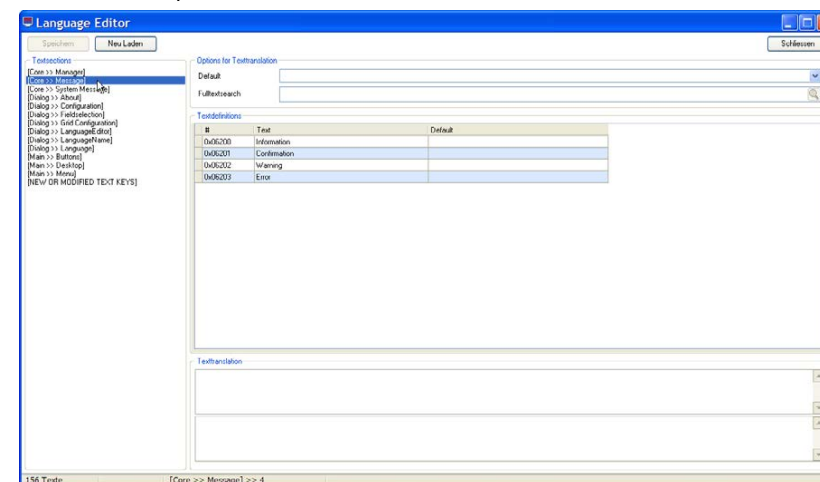 Language Editor
Speichern
Neu Laden
Schliessen
Textsections
[Core >> Manager]
[Core >> Message]
[Core >> System Message]
[Dialog >> About]
[Dialog >> Configuration]
[Dialog >> Fieldselection]
[Dialog >> Grid Configuration]
[Dialog >> LanguageEditor]
[Dialog >> LanguageName]
[Dialog >> Language]
[Main >> Buttons]
[Main >> Desktop]
[Main >> Menu]
[NEW OR MODIFIED TEXT KEYS]
Options for Texttranslation
Default
Fulltextsearch
Textdefinitions
# Text Default
0x06200 Information
0x06201 Confirmation
0x06202 Warning
0x06203 Error
Texttranslation
156 Texte [Core >> Message] >> 4